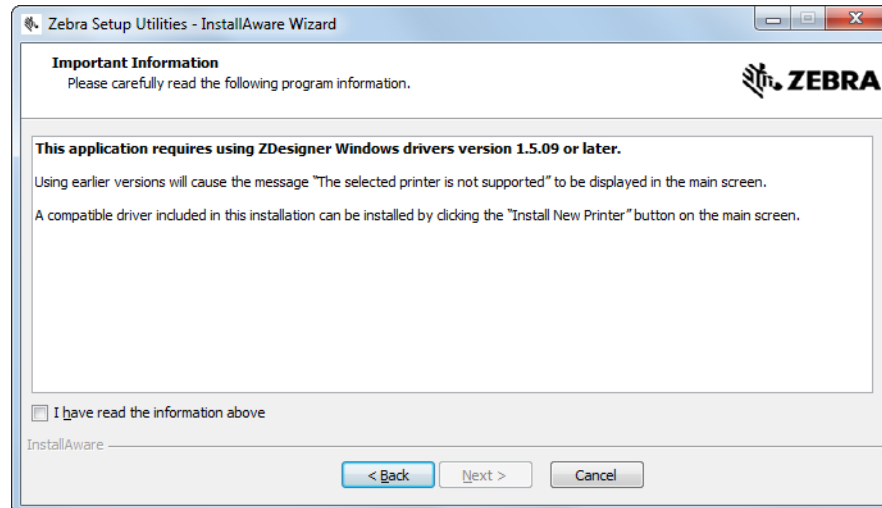 Zebra Setup Utilities - InstallAware Wizard
Important Information
Please carefully read the following program information.
ZEBRA
This application requires using ZDesigner Windows drivers version 1.5.09 or later.
Using earlier versions will cause the message “The selected printer is not supported” to be displayed in the main screen.
A compatible driver included in this installation can be installed by clicking the “Install New Printer” button on the main screen.
I have read the information above
InstallAware
< Back Next > Cancel